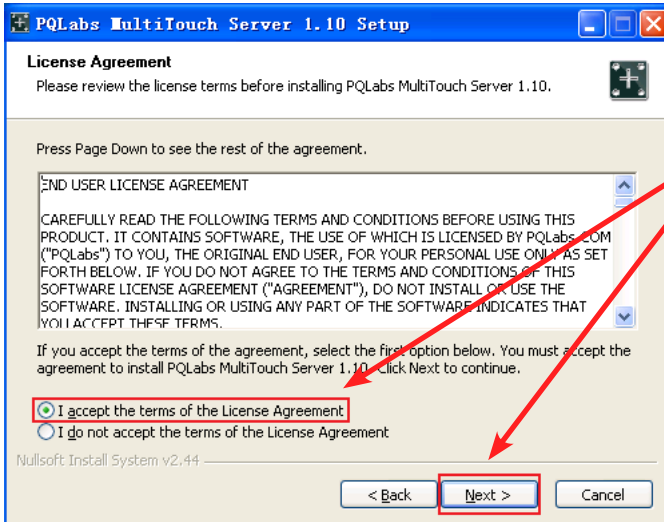 PQLabs MultiTouch Server 1.10 Setup
License Agreement
Please review the license terms before installing PQLabs MultiTouch Server 1.10.
Press Page Down to see the rest of the agreement.
END USER LICENSE AGREEMENT
CAREFULLY READ THE FOLLOWING TERMS AND CONDITIONS BEFORE USING THIS
PRODUCT. IT CONTAINS SOFTWARE, THE USE OF WHICH IS LICENSED BY PQLabs.COM
("PQLabs") TO YOU, THE ORIGINAL END USER, FOR YOUR PERSONAL USE ONLY AS SET
FORTH BELOW. IF YOU DO NOT AGREE TO THE TERMS AND CONDITIONS OF THIS
SOFTWARE LICENSE AGREEMENT ("AGREEMENT"), DO NOT INSTALL OR USE THE
SOFTWARE. INSTALLING OR USING ANY PART OF THE SOFTWARE INDICATES THAT
YOU ACCEPT THESE TERMS.
If you accept the terms of the agreement, select the first option below. You must accept the
agreement to install PQLabs MultiTouch Server 1.10. Click Next to continue.
I accept the terms of the License Agreement
I do not accept the terms of the License Agreement
Nullsoft Install System v2.44
< Back Next > Cancel